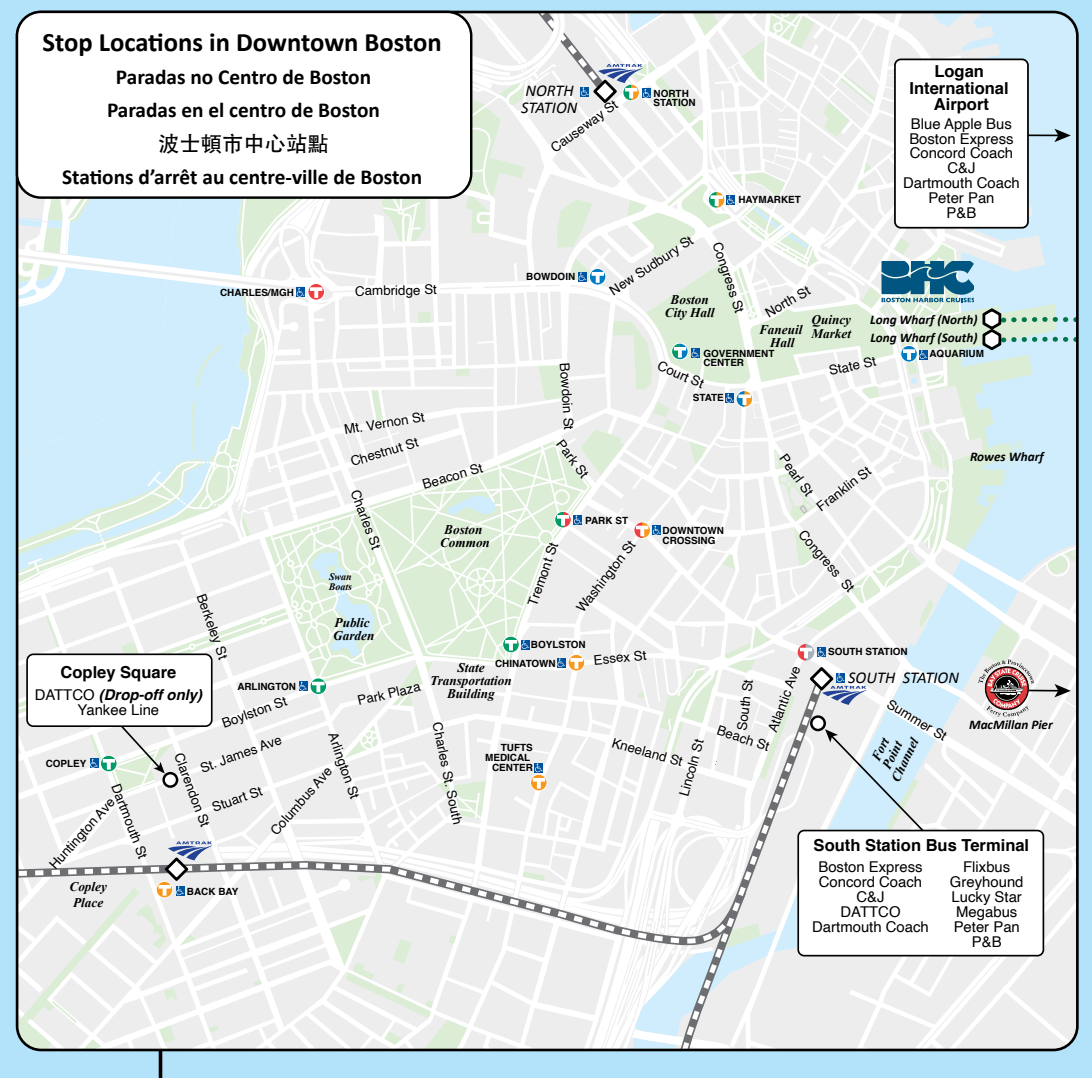 Stop Locations in Downtown Boston
Paradas no Centro de Boston
Paradas en el centro de Boston
波士頓市中心站點
Stations d’arrêt au centre-ville de Boston
AMTRAK
NORTH
STATION
T NORTH
STATION
Causeway St
Logan
International
Airport
Blue Apple Bus
Boston Express
Concord Coach
C&J
Dartmouth Coach
Peter Pan
P&B
T HAYMARKET
BOWDOIN T
New Sudbury St
Congress St
CHARLES/MGH T
Cambridge St
Boston
City Hall
North St
BHC
BOSTON HARBOR CRUISES
Quincy
Market
Faneuil
Hall
Long Wharf (North)
Long Wharf (South)
T GOVERNMENT
CENTER
T AQUARIUM
Court St
State St
STATE T
Bowdoin St
Mt. Vernon St
Chestnut St
Beacon St
Park St
Pearl St
Franklin St
Rowes Wharf
Charles St
Boston
Common
T PARK ST
T DOWNTOWN
CROSSING
Tremont St
Washington St
Congress St
Swan
Boats
Public
Garden
Berkeley St
T BOYLSTON
CHINATOWN T
Essex St
T SOUTH STATION
SOUTH STATION
AMTRAK
The Boston & Provincetown
BAY STATE CRUISE
COMPANY
Ferry Company
MacMillan Pier
Copley Square
DATTCO (Drop-off only)
Yankee Line
ARLINGTON T
Boylston St
Park Plaza
State
Transportation
Building
South St
Atlantic Ave
Beach St
Summer St
Fort
Point
Channel
COPLEY T
St. James Ave
Clarendon St
Stuart St
Columbus Ave
Arlington St
Charles St. South
TUFTS
MEDICAL
CENTER
T
Kneeland St
Lincoln St
Huntington Ave
Dartmouth St
AMTRAK
T BACK BAY
Copley
Place
South Station Bus Terminal
Boston Express
Concord Coach
C&J
DATTCO
Dartmouth Coach
Flixbus
Greyhound
Lucky Star
Megabus
Peter Pan
P&B